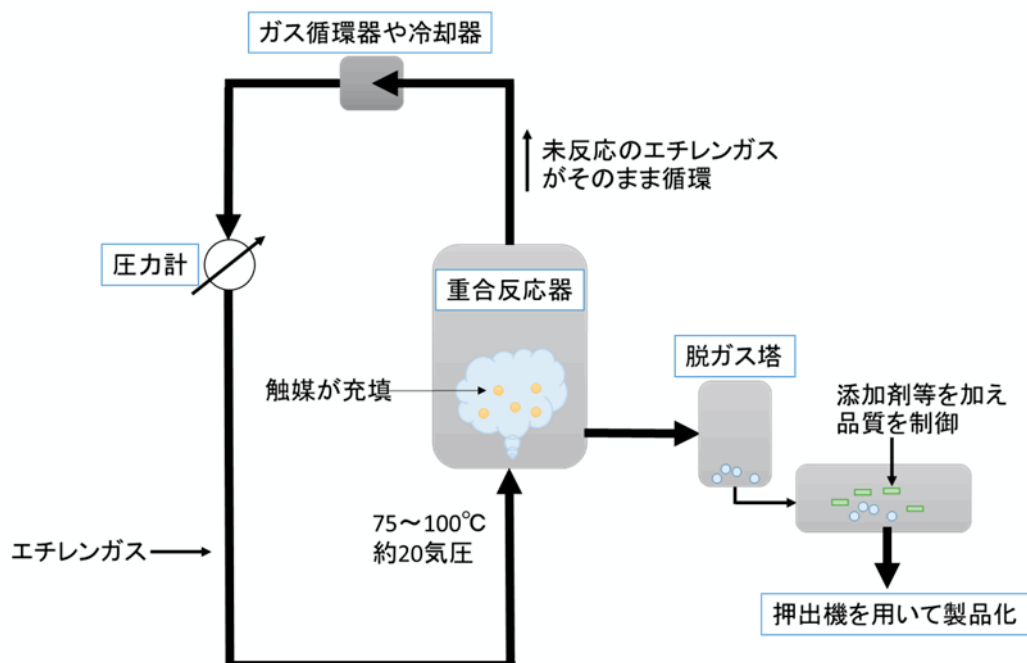 ガス循環器や冷却器
未反応のエチレンガス
がそのまま循環
圧力計
重合反応器
脱ガス塔
触媒が充填
添加剤等を加え
品質を制御
75～100℃
約20気圧
エチレンガス
押出機を用いて製品化